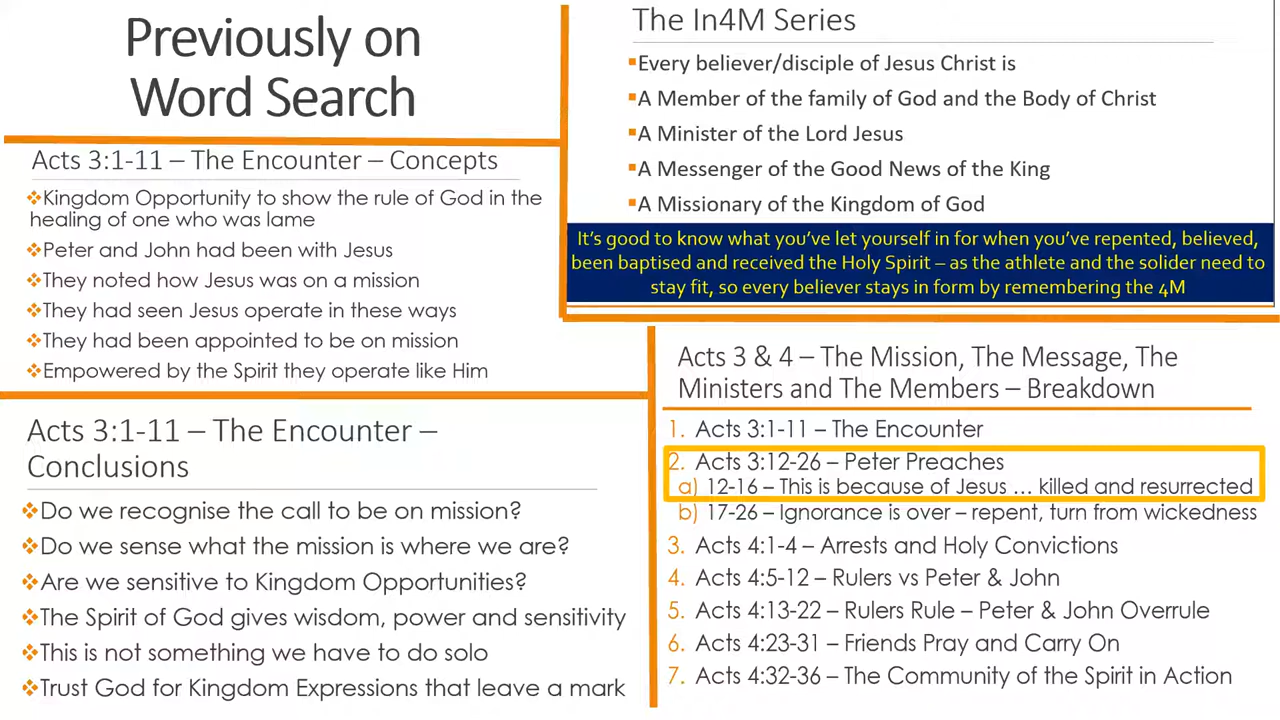 Previously on
Word Search
Acts 3:1-11 – The Encounter – Concepts
❖Kingdom Opportunity to show the rule of God in the
healing of one who was lame
❖Peter and John had been with Jesus
❖They noted how Jesus was on a mission
❖They had seen Jesus operate in these ways
❖They had been appointed to be on mission
❖Empowered by the Spirit they operate like Him
The In4M Series
▪Every believer/disciple of Jesus Christ is
▪A Member of the family of God and the Body of Christ
▪A Minister of the Lord Jesus
▪A Messenger of the Good News of the King
▪A Missionary of the Kingdom of God
It's good to know what you've let yourself in for when you've repented, believed,
been baptised and received the Holy Spirit – as the athlete and the solider need to
stay fit, so every believer stays in form by remembering the 4M
Acts 3:1-11 – The Encounter –
Conclusions
❖Do we recognise the call to be on mission?
❖Do we sense what the mission is where we are?
❖Are we sensitive to Kingdom Opportunities?
❖The Spirit of God gives wisdom, power and sensitivity
❖This is not something we have to do solo
❖Trust God for Kingdom Expressions that leave a mark
Acts 3 & 4 – The Mission, The Message, The
Ministers and The Members – Breakdown
1. Acts 3:1-11 – The Encounter
2. Acts 3:12-26 – Peter Preaches
a) 12-16 – This is because of Jesus … killed and resurrected
b) 17-26 – Ignorance is over – repent, turn from wickedness
3. Acts 4:1-4 – Arrests and Holy Convictions
4. Acts 4:5-12 – Rulers vs Peter & John
5. Acts 4:13-22 – Rulers Rule – Peter & John Overrule
6. Acts 4:23-31 – Friends Pray and Carry On
7. Acts 4:32-36 – The Community of the Spirit in Action